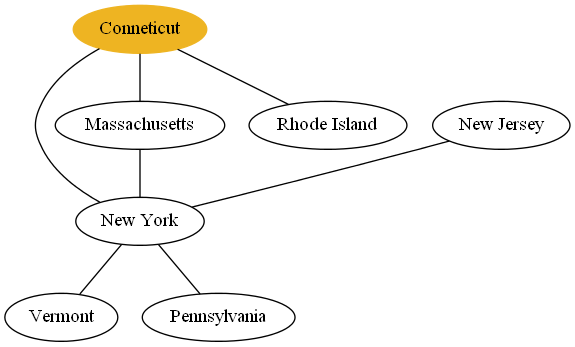 Conneticut
Massachusetts
Rhode Island
New Jersey
New York
Vermont
Pennsylvania